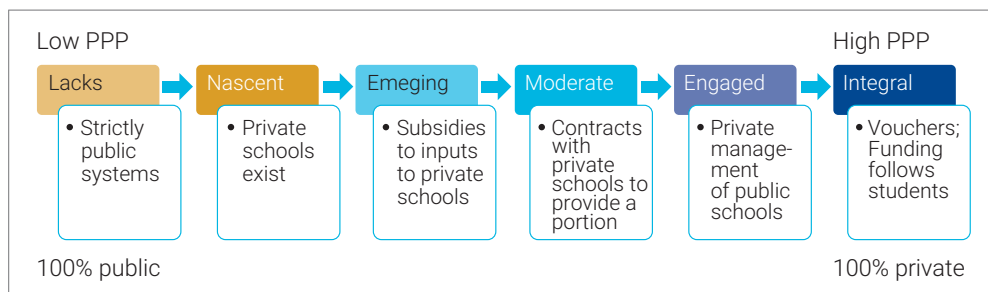 Low PPP
High PPP
Lacks
Nascent
Emeging
Moderate
Engaged
Integral
• Strictly
public
systems
• Private
schools
exist
• Subsidies
to inputs
to private
schools
• Contracts
with
private
schools to
provide a
portion
• Private
manage-
ment
of public
schools
• Vouchers;
Funding
follows
students
100% public
100% private